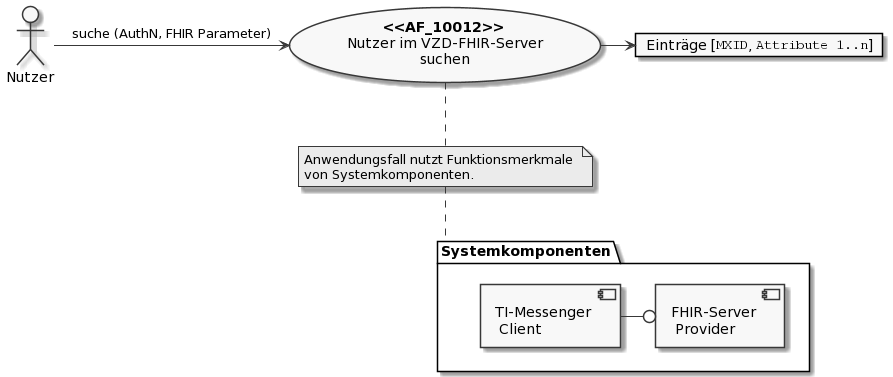 suche (AuthN, FHIR Parameter)
Nutzer
<<AF_10012>>
Nutzer im VZD-FHIR-Server
suchen
Einträge [MXID, Attribute 1..n]
Anwendungsfall nutzt Funktionsmerkmale
von Systemkomponenten.
Systemkomponenten
TI-Messenger
Client
FHIR-Server
Provider